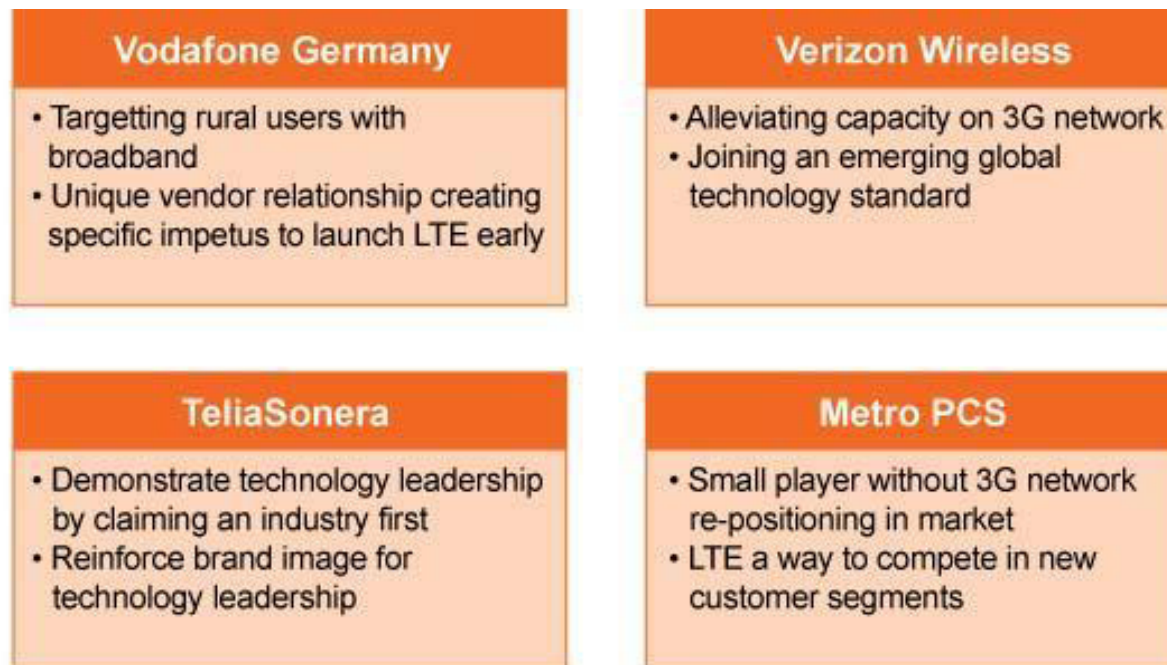 Vodafone Germany
• Targetting rural users with
broadband
• Unique vendor relationship creating
specific impetus to launch LTE early
Verizon Wireless
• Alleviating capacity on 3G network
• Joining an emerging global
technology standard
TeliaSonera
• Demonstrate technology leadership
by claiming an industry first
• Reinforce brand image for
technology leadership
Metro PCS
• Small player without 3G network
re-positioning in market
• LTE a way to compete in new
customer segments